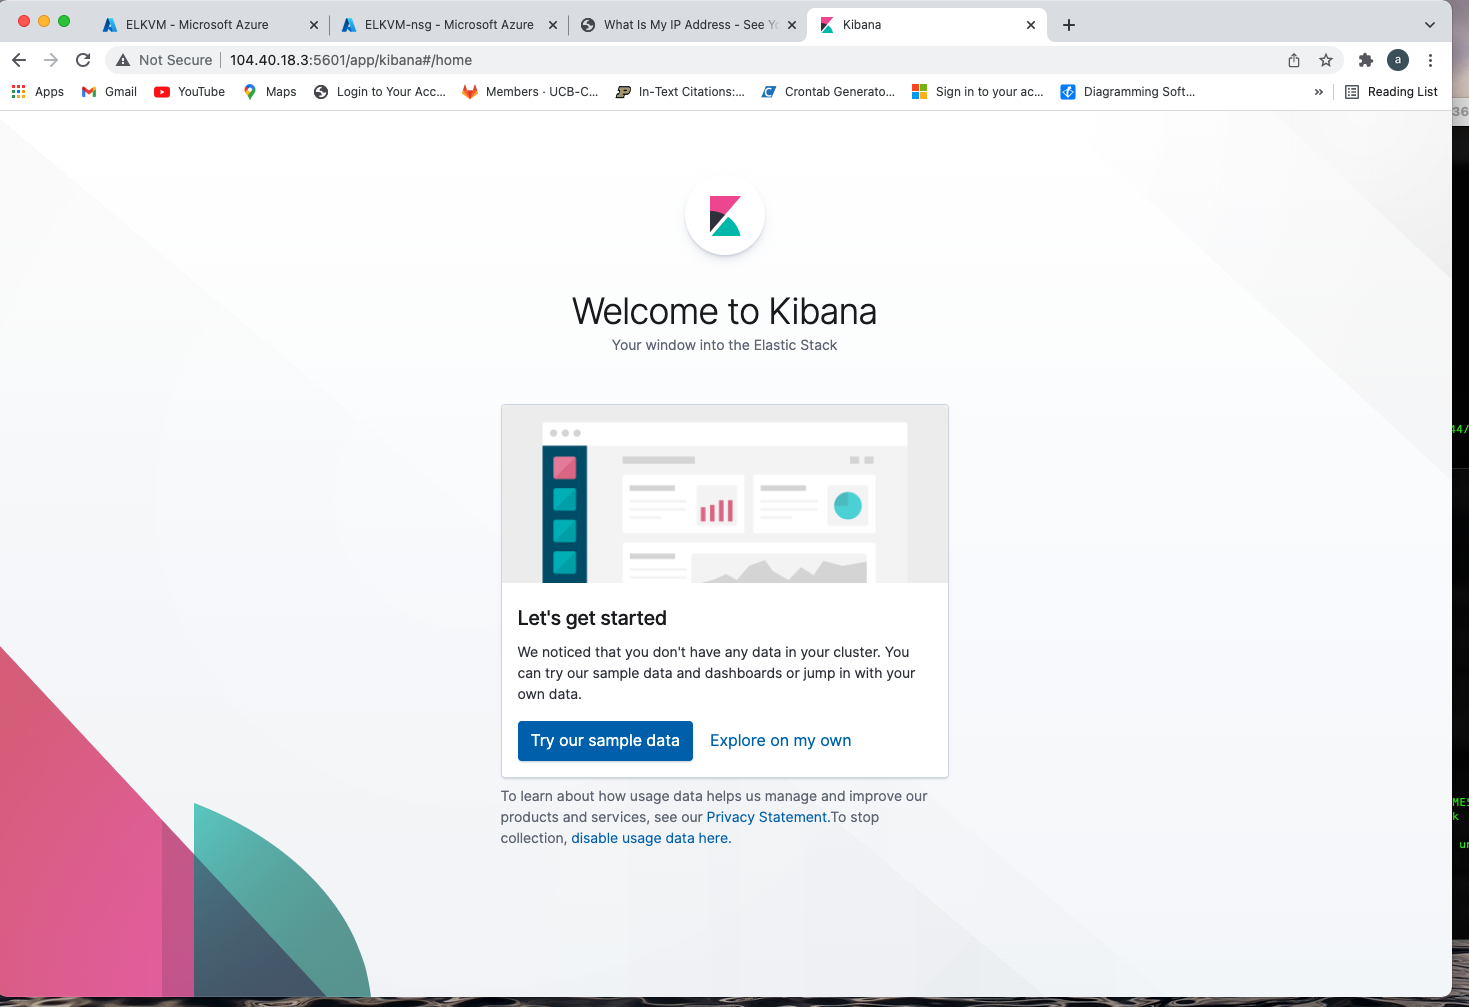 ELKVM - Microsoft Azure
ELKVM-nsg - Microsoft Azure
What Is My IP Address - See Yo
Kibana
Not Secure
104.40.18.3:5601/app/kibana#/home
a
Apps
Gmail
YouTube
Maps
Login to Your Acc...
Members · UCB-C...
In-Text Citations:...
Crontab Generato...
Sign in to your ac...
Diagramming Soft...
»
Reading List
36
Welcome to Kibana
Your window into the Elastic Stack
44/
Let's get started
We noticed that you don't have any data in your cluster. You
can try our sample data and dashboards or jump in with your
own data.
Try our sample data
Explore on my own
To learn about how usage data helps us manage and improve our
products and services, see our Privacy Statement.To stop
collection, disable usage data here.
MES
k
un